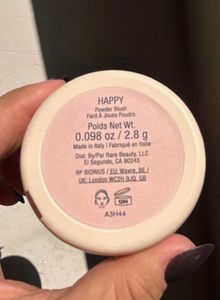 HAPPY
Powder Blush
Fard À Joues Poudre
Poids Net Wt.
0.098 oz / 2.8 g
Made in Italy I Fabriqué en Italie
Dist. By/Par Rare Beauty, LLC
El Segundo, CA 90245
RP BIORIUS / EU: Wavre, BE /
UK: London WC2H 9JQ, GB
12M
A3H44